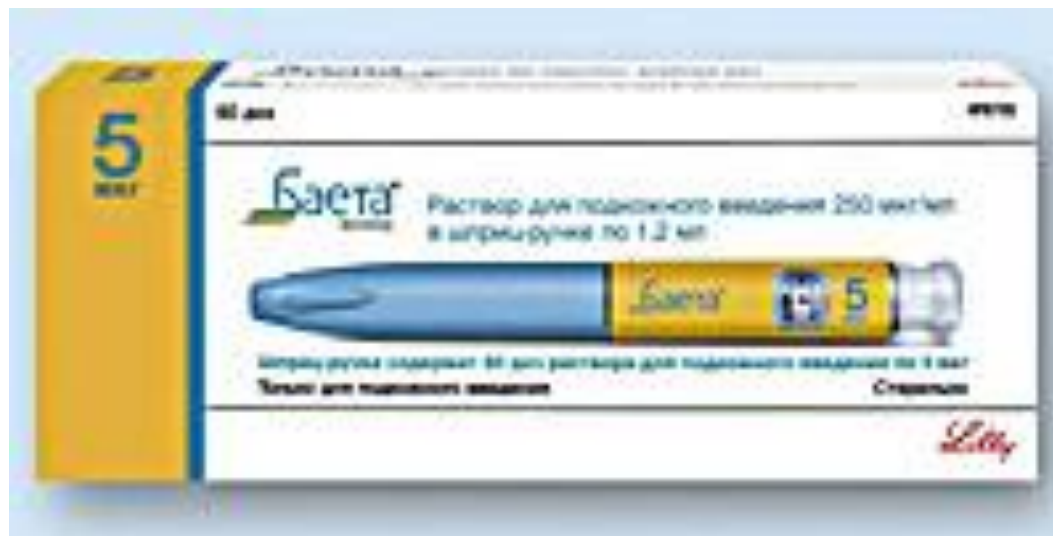 5
мкг
60 доз
Баета
Раствор для подкожного введения 250 мкг/мл
в шприц-ручке по 1.2 мл
Баета
5
Шприц-ручка содержит 60 доз раствора для подкожного введения по 5 мкг
Только для подкожного введения
Стерильно
Lilly